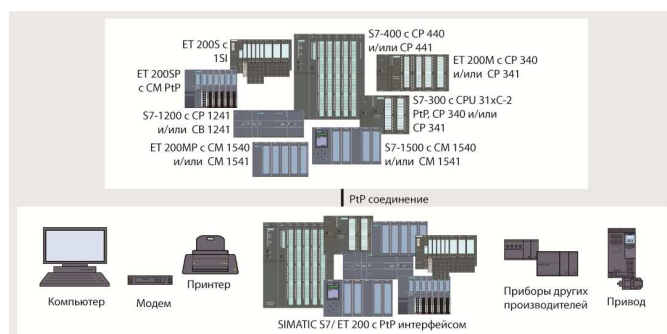 S7-400 с CP 440
и/или CP 441
ET 200S с
1SI
ET 200M с CP 340
и/или CP 341
ET 200SP
с CM PtP
S7-300 с CPU 31xC-2
PtP, CP 340 и/или
CP 341
S7-1200 с CP 1241
и/или CB 1241
ET 200MP с CM 1540
и/или CM 1541
S7-1500 с CM 1540
и/или CM 1541
PtP соединение
Компьютер
Модем
Принтер
SIMATIC S7/ ET 200 с PtP интерфейсом
Приборы других
производителей
Привод